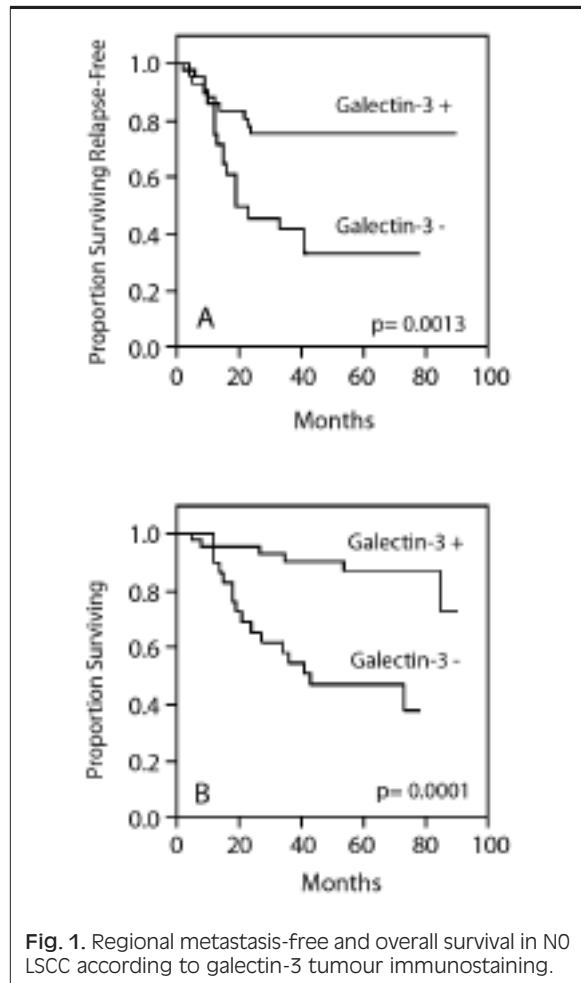 Proportion Surviving Relapse-Free
1.0
0.8
0.6
0.4
0.2
0.0
Galectin-3 +
Galectin-3 -
A
p= 0.0013
0 20 40 60 80 100
Months
Proportion Surviving
1.0
0.8
0.6
0.4
0.2
0.0
Galectin-3 +
Galectin-3 -
B
p= 0.0001
0 20 40 60 80 100
Months
Fig. 1. Regional metastasis-free and overall survival in N0
LSCC according to galectin-3 tumour immunostaining.